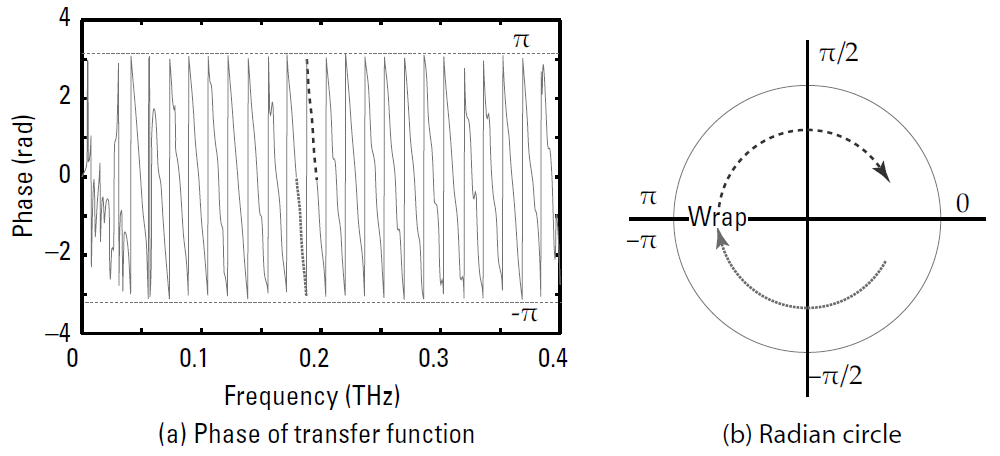 4
π
2
0
−2
-π
−4
0
0.1
0.2
0.3
0.4
Phase (rad)
Frequency (THz)
(a) Phase of transfer function
π/2
π
0
Wrap
−π
−π/2
(b) Radian circle